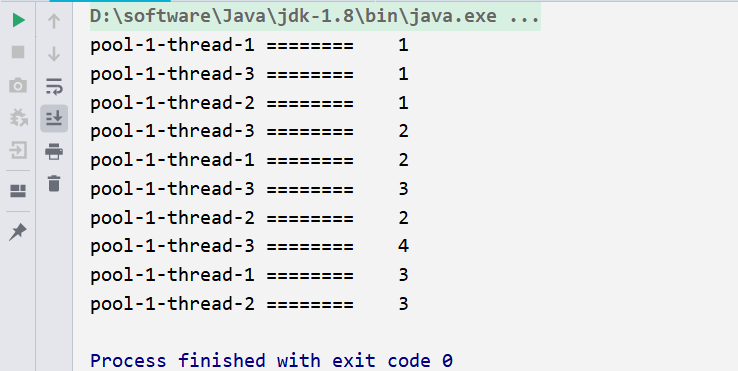 D:\software\Java\jdk-1.8\bin\java.exe ...
pool-1-thread-1 ========    1
pool-1-thread-3 ========    1
pool-1-thread-2 ========    1
pool-1-thread-3 ========    2
pool-1-thread-1 ========    2
pool-1-thread-3 ========    3
pool-1-thread-2 ========    2
pool-1-thread-3 ========    4
pool-1-thread-1 ========    3
pool-1-thread-2 ========    3
Process finished with exit code 0